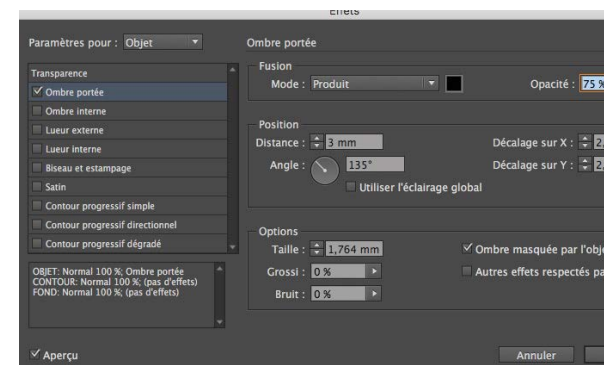 Effets
Paramètres pour : Objet
Transparence
Ombre portée
Ombre interne
Lueur externe
Lueur interne
Biseau et estampage
Satin
Contour progressif simple
Contour progressif directionnel
Contour progressif dégradé
OBJET: Normal 100 %; Ombre portée
CONTOUR: Normal 100 %; (pas d'effets)
FOND: Normal 100 %; (pas d'effets)
Aperçu
Ombre portée
Fusion
Mode : Produit
Opacité : 75 %
Position
Distance : 3 mm
Décalage sur X : 2,
Angle : 135°
Décalage sur Y : 2,
Utiliser l'éclairage global
Options
Taille : 1,764 mm
Ombre masquée par l'obje
Grossi : 0 %
Autres effets respectés pa
Bruit : 0 %
Annuler